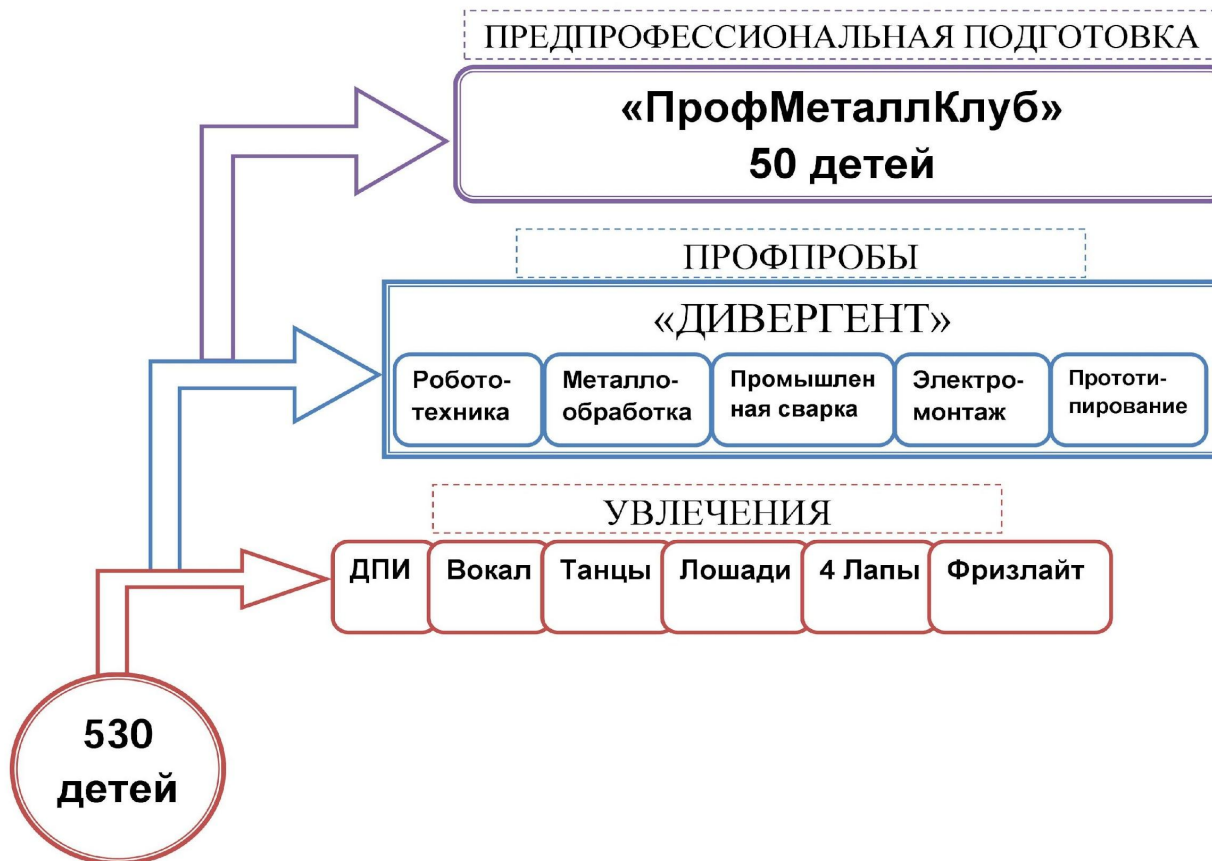 ПРЕДПРОФЕССИОНАЛЬНАЯ ПОДГОТОВКА
«ПрофМеталлКлуб»
50 детей
ПРОФПРОБЫ
«ДИВЕРГЕНТ»
Робото-
техника
Металло-
обработка
Промышлен
ная сварка
Электро-
монтаж
Прототи-
пирование
УВЛЕЧЕНИЯ
ДПИ
Вокал
Танцы
Лошади
4 Лапы
Фризлайт
530
детей